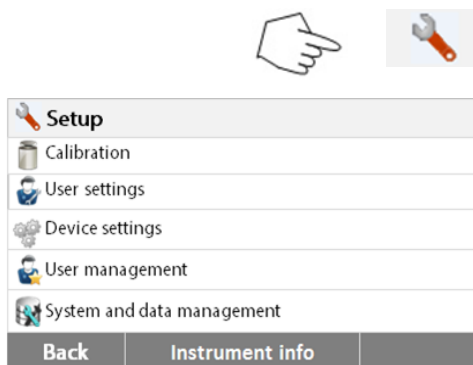 Setup
Calibration
User settings
Device settings
User management
System and data management
Back Instrument info